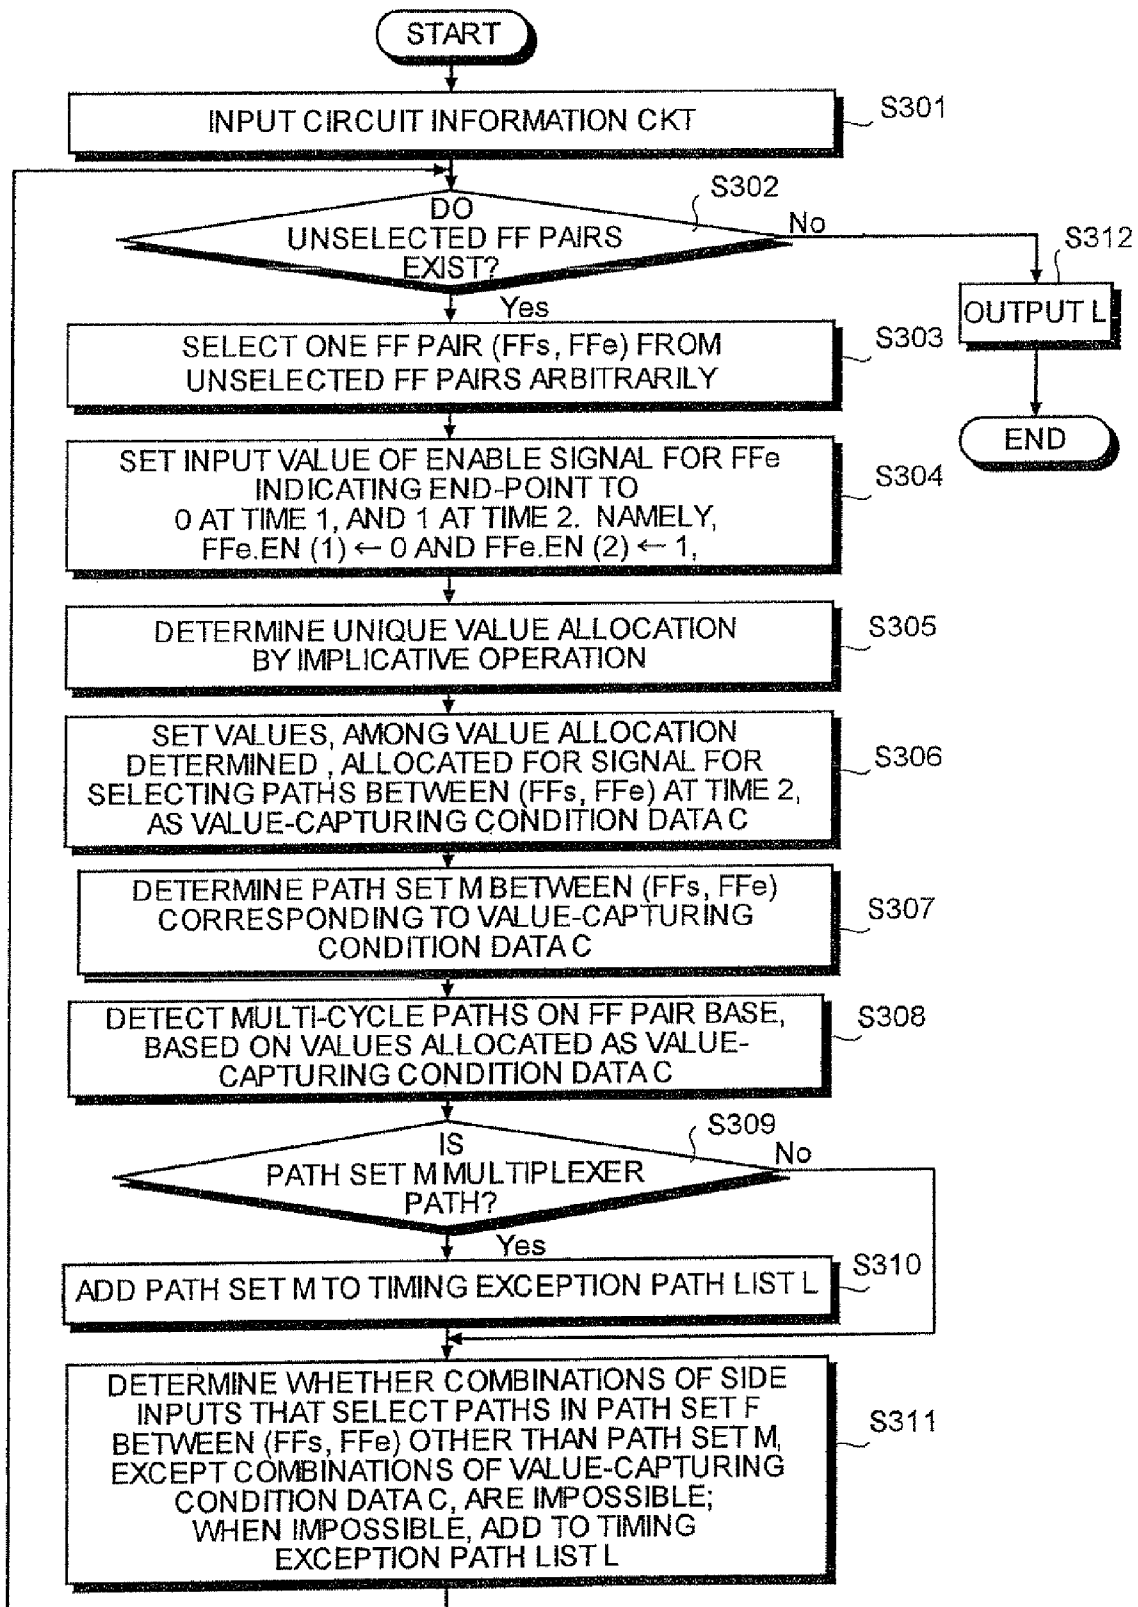 START
INPUT CIRCUIT INFORMATION CKT
S301
DO
UNSELECTED FF PAIRS
EXIST?
S302
No
Yes
S312
OUTPUT L
END
SELECT ONE FF PAIR (FFs, FFe) FROM
UNSELECTED FF PAIRS ARBITRARILY
S303
SET INPUT VALUE OF ENABLE SIGNAL FOR FFe
INDICATING END-POINT TO
0 AT TIME 1, AND 1 AT TIME 2. NAMELY,
FFe.EN (1) ← 0 AND FFe.EN (2) ← 1,
S304
DETERMINE UNIQUE VALUE ALLOCATION
BY IMPLICATIVE OPERATION
S305
SET VALUES, AMONG VALUE ALLOCATION
DETERMINED , ALLOCATED FOR SIGNAL FOR
SELECTING PATHS BETWEEN (FFs, FFe) AT TIME 2,
AS VALUE-CAPTURING CONDITION DATA C
S306
DETERMINE PATH SET M BETWEEN (FFs, FFe)
CORRESPONDING TO VALUE-CAPTURING
CONDITION DATA C
S307
DETECT MULTI-CYCLE PATHS ON FF PAIR BASE,
BASED ON VALUES ALLOCATED AS VALUE-
CAPTURING CONDITION DATA C
S308
IS
PATH SET M MULTIPLEXER
PATH?
S309
No
Yes
ADD PATH SET M TO TIMING EXCEPTION PATH LIST L
S310
DETERMINE WHETHER COMBINATIONS OF SIDE
INPUTS THAT SELECT PATHS IN PATH SET F
BETWEEN (FFs, FFe) OTHER THAN PATH SET M,
EXCEPT COMBINATIONS OF VALUE-CAPTURING
CONDITION DATA C, ARE IMPOSSIBLE;
WHEN IMPOSSIBLE, ADD TO TIMING
EXCEPTION PATH LIST L
S311